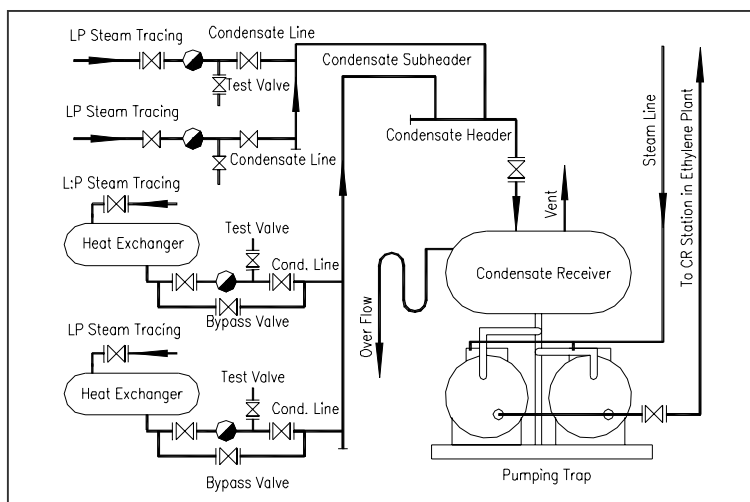 LP Steam Tracing
Condensate Line
Condensate Subheader
Test Valve
LP Steam Tracing
Condensate Line
Condensate Header
Steam Line
To CR Station in Ethylene Plant
L:P Steam Tracing
Heat Exchanger
Test Valve
Cond. Line
Bypass Valve
Vent
Condensate Receiver
Over Flow
LP Steam Tracing
Heat Exchanger
Test Valve
Cond. Line
Bypass Valve
Pumping Trap